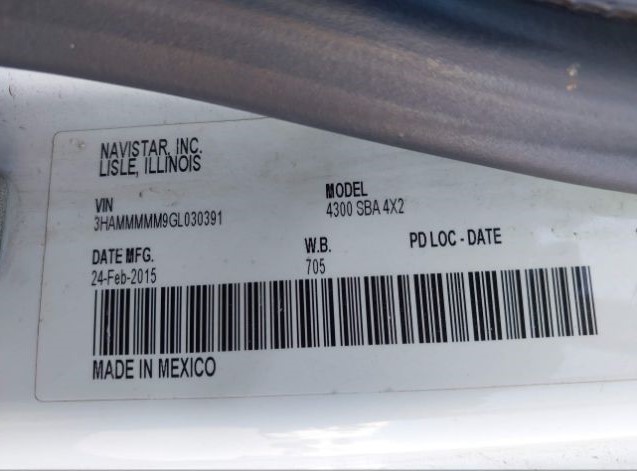 NAVISTAR, INC.
LISLE, ILLINOIS
VIN
3HAMMMMM9GL030391
MODEL
4300 SBA 4X2
DATE MFG.
24-Feb-2015
W.B.
705
PD LOC - DATE
MADE IN MEXICO